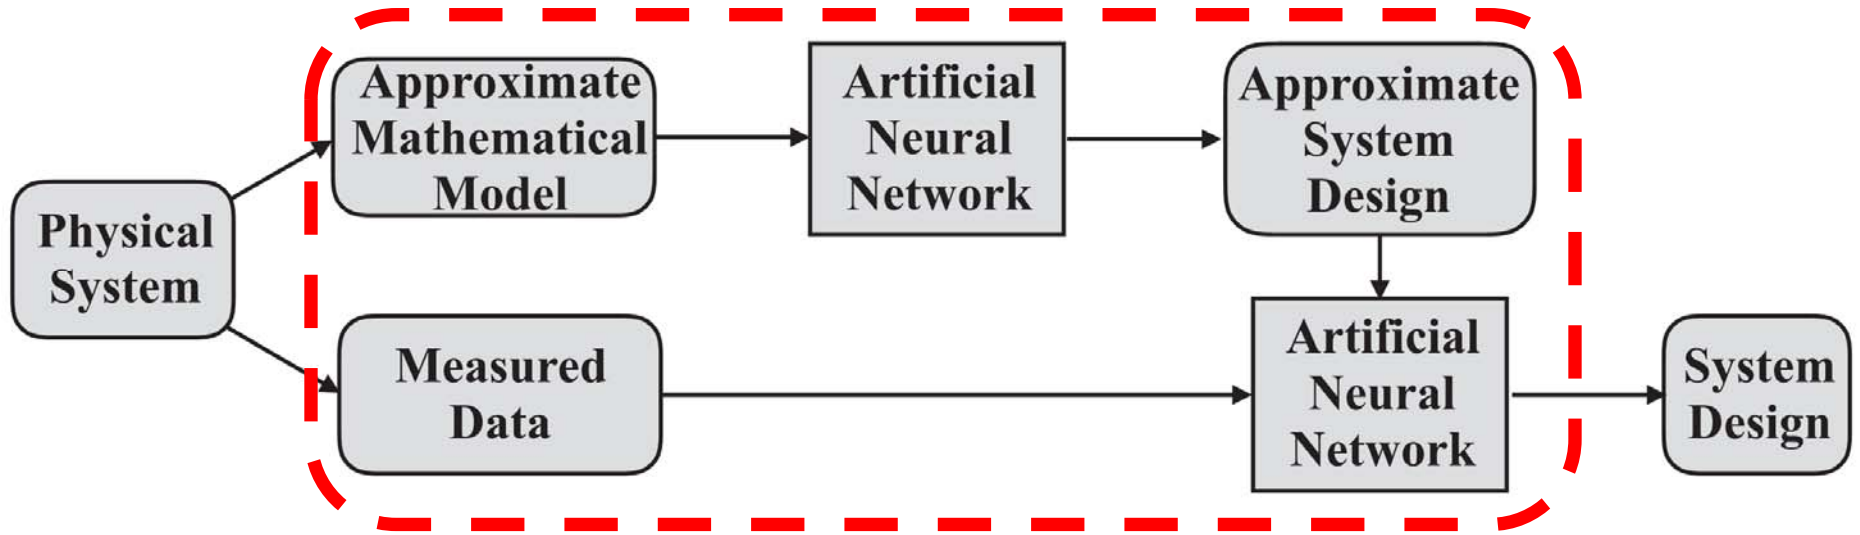 Physical
System
Approximate
Mathematical
Model
Artificial
Neural
Network
Approximate
System
Design
Measured
Data
Artificial
Neural
Network
System
Design